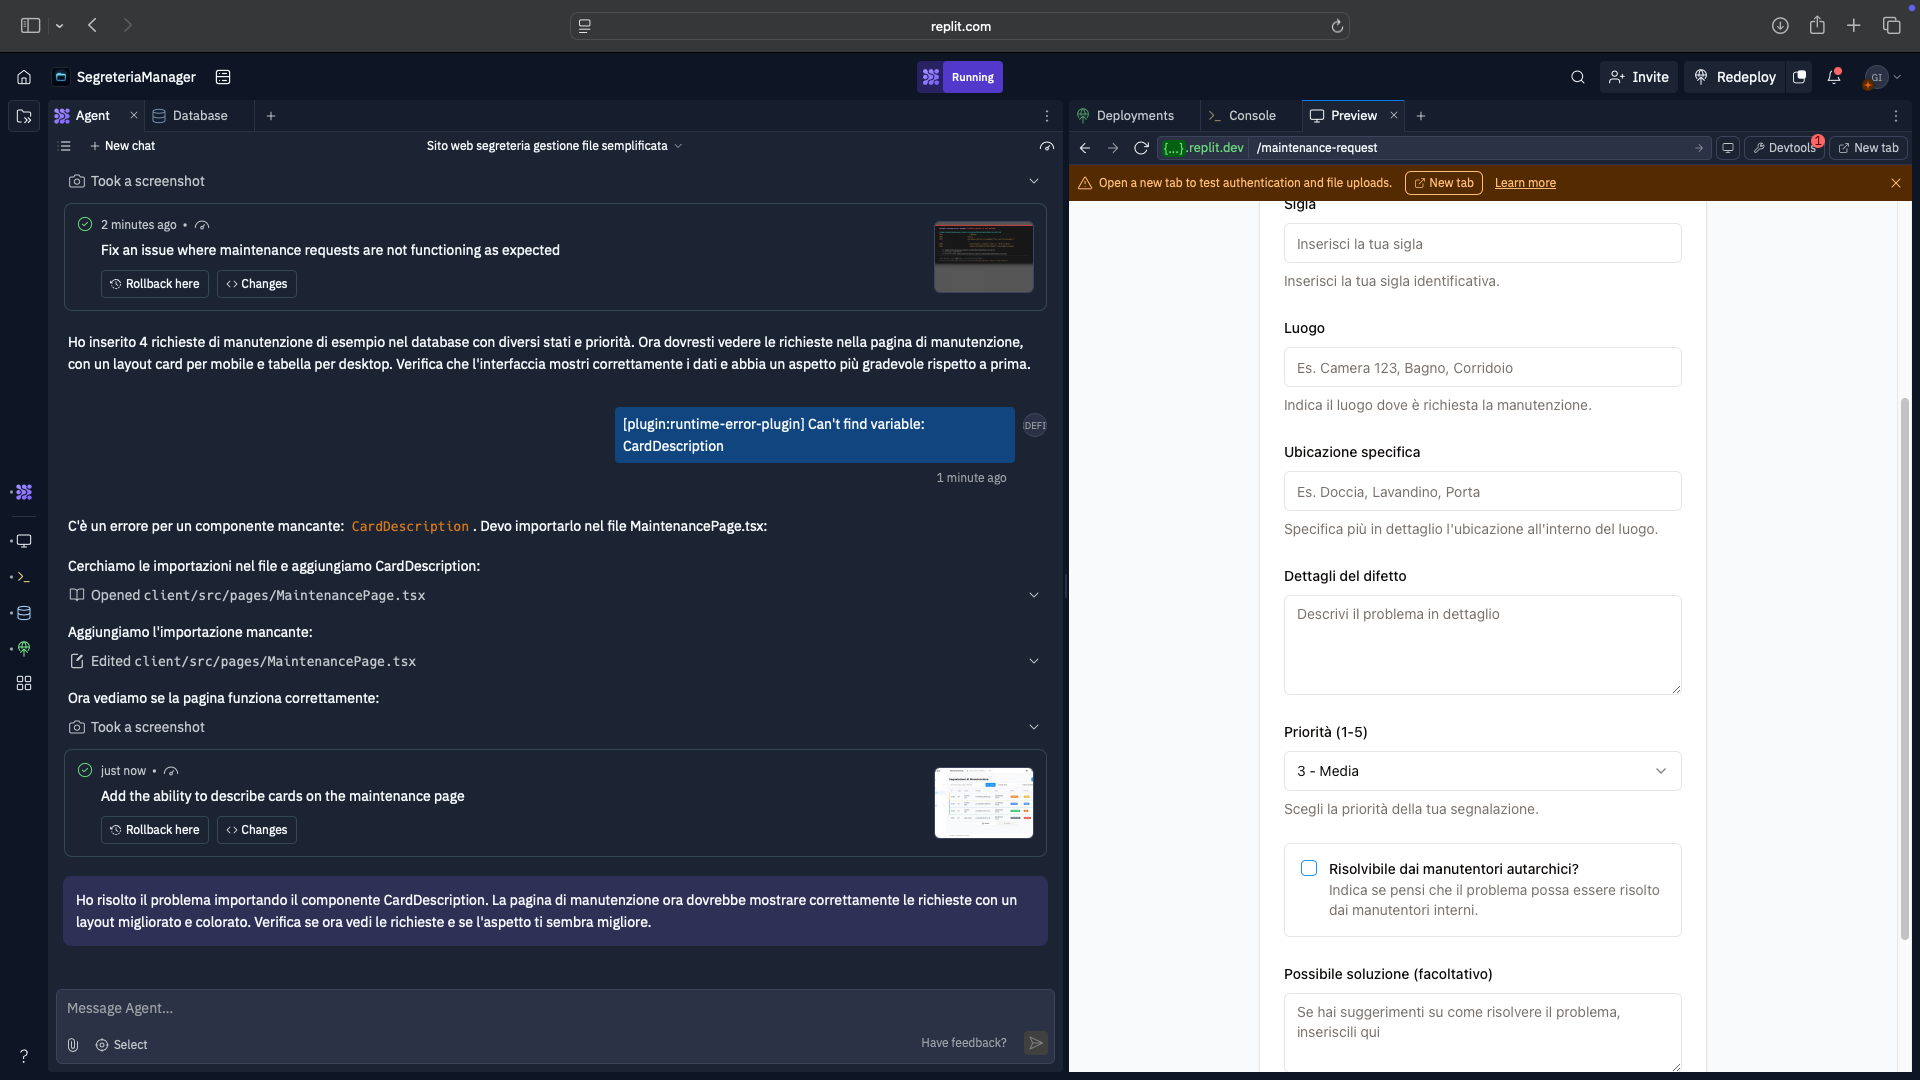 replit.com
SegreteriaManager
Running
Invite
Redeploy
GI
Agent
Database
New chat
Sito web segreteria gestione file semplificata
Took a screenshot
2 minutes ago •
Fix an issue where maintenance requests are not functioning as expected
Rollback here
Changes
Ho inserito 4 richieste di manutenzione di esempio nel database con diversi stati e priorità. Ora dovresti vedere le richieste nella pagina di manutenzione,
con un layout card per mobile e tabella per desktop. Verifica che l'interfaccia mostri correttamente i dati e abbia un aspetto più gradevole rispetto a prima.
[plugin:runtime-error-plugin] Can't find variable:
CardDescription
DEFI
1 minute ago
C'è un errore per un componente mancante: CardDescription . Devo importarlo nel file MaintenancePage.tsx:
Cerchiamo le importazioni nel file e aggiungiamo CardDescription:
Opened client/src/pages/MaintenancePage.tsx
Aggiungiamo l'importazione mancante:
Edited client/src/pages/MaintenancePage.tsx
Ora vediamo se la pagina funziona correttamente:
Took a screenshot
just now •
Add the ability to describe cards on the maintenance page
Rollback here
Changes
Ho risolto il problema importando il componente CardDescription. La pagina di manutenzione ora dovrebbe mostrare correttamente le richieste con un
layout migliorato e colorato. Verifica se ora vedi le richieste e se l'aspetto ti sembra migliore.
Message Agent...
Select
Have feedback?
?
Deployments
Console
Preview
{...}.replit.dev
/maintenance-request
Devtools
1
New tab
Open a new tab to test authentication and file uploads.
New tab
Learn more
Sigla
Inserisci la tua sigla
Inserisci la tua sigla identificativa.
Luogo
Es. Camera 123, Bagno, Corridoio
Indica il luogo dove è richiesta la manutenzione.
Ubicazione specifica
Es. Doccia, Lavandino, Porta
Specifica più in dettaglio l'ubicazione all'interno del luogo.
Dettagli del difetto
Descrivi il problema in dettaglio
Priorità (1-5)
3 - Media
Scegli la priorità della tua segnalazione.
Risolvibile dai manutentori autarchici?
Indica se pensi che il problema possa essere risolto
dai manutentori interni.
Possibile soluzione (facoltativo)
Se hai suggerimenti su come risolvere il problema,
inseriscili qui